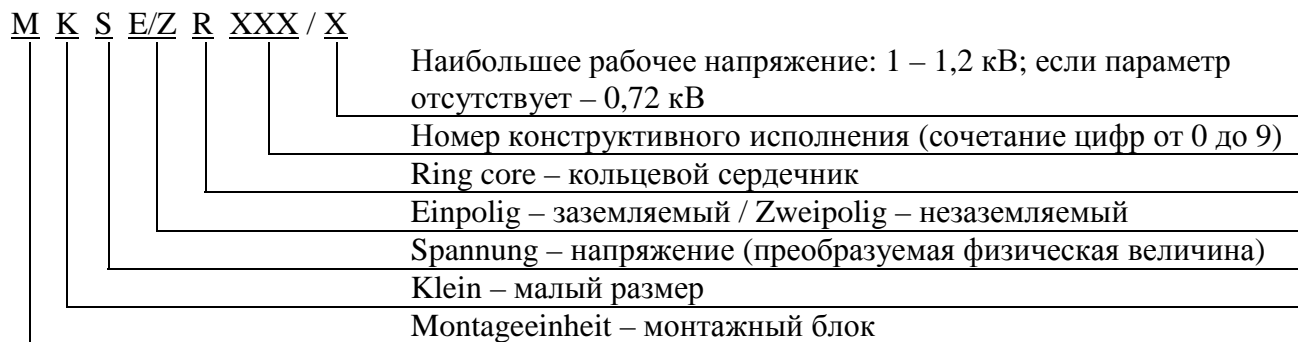 M K S E/Z R XXX / X
Наибольшее рабочее напряжение: 1 – 1,2 кВ; если параметр
отсутствует – 0,72 кВ
Номер конструктивного исполнения (сочетание цифр от 0 до 9)
Ring core – кольцевой сердечник
Einpolig – заземляемый / Zweipolig – незаземляемый
Spannung – напряжение (преобразуемая физическая величина)
Klein – малый размер
Montageeinheit – монтажный блок